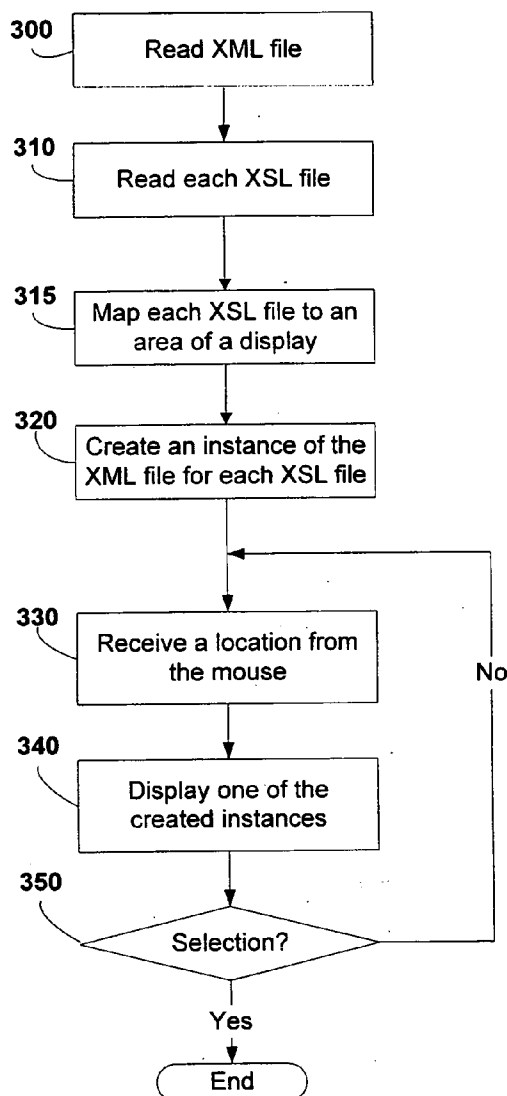 300
Read XML file
310
Read each XSL file
315
Map each XSL file to an
area of a display
320
Create an instance of the
XML file for each XSL file
330
Receive a location from
the mouse
No
340
Display one of the
created instances
350
Selection?
Yes
End